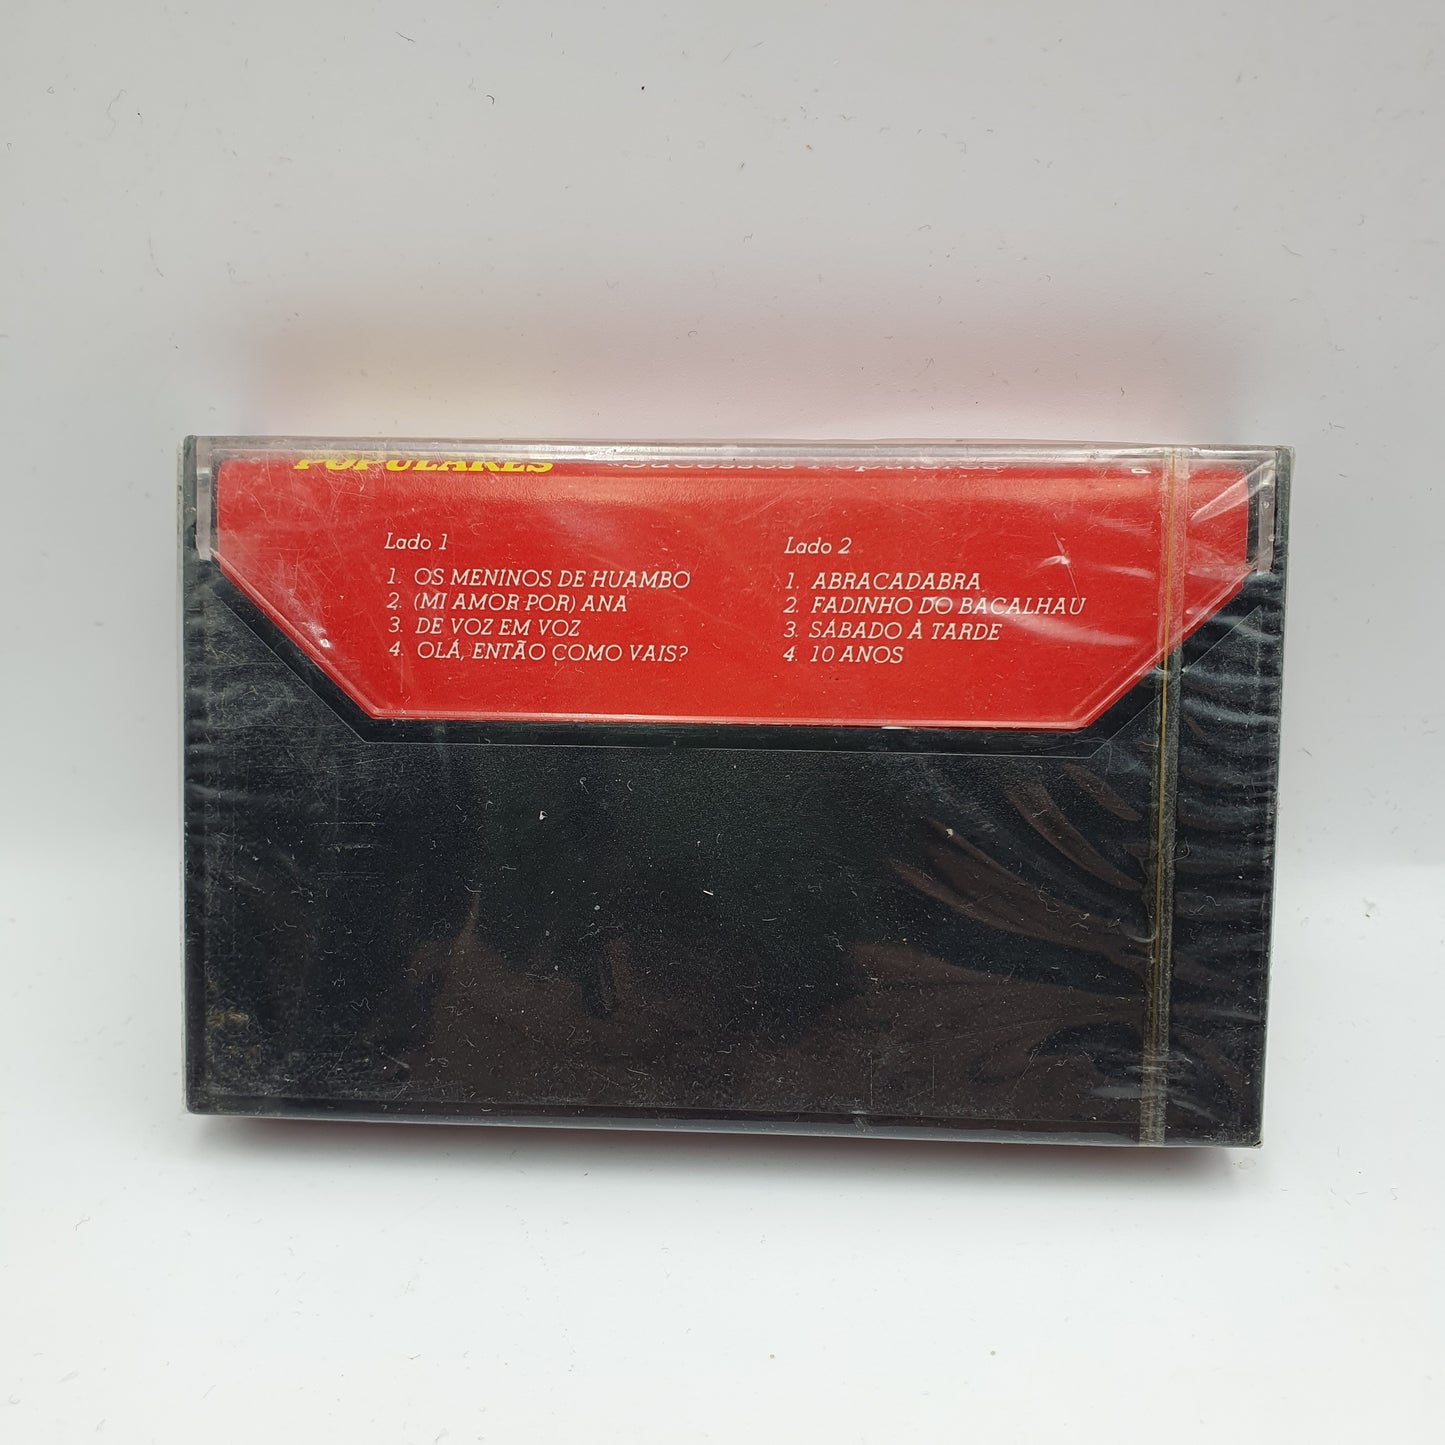 POPULARES «Sucessos Populares»
Lado 1
1. OS MENINOS DE HUAMBO
2. (MI AMOR POR) ANA
3. DE VOZ EM VOZ
4. OLÁ, ENTÃO COMO VAIS?
Lado 2
1. ABRACADABRA
2. FADINHO DO BACALHAU
3. SÁBADO À TARDE
4. 10 ANOS